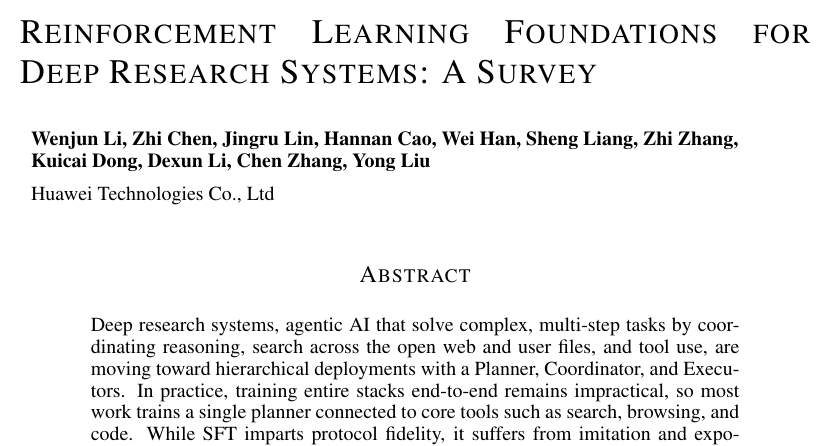 REINFORCEMENT LEARNING FOUNDATIONS FOR
DEEP RESEARCH SYSTEMS: A SURVEY
Wenjun Li, Zhi Chen, Jingru Lin, Hannan Cao, Wei Han, Sheng Liang, Zhi Zhang,
Kuicai Dong, Dexun Li, Chen Zhang, Yong Liu
Huawei Technologies Co., Ltd
ABSTRACT
Deep research systems, agentic AI that solve complex, multi-step tasks by coor-
dinating reasoning, search across the open web and user files, and tool use, are
moving toward hierarchical deployments with a Planner, Coordinator, and Execu-
tors. In practice, training entire stacks end-to-end remains impractical, so most
work trains a single planner connected to core tools such as search, browsing, and
code. While SFT imparts protocol fidelity, it suffers from imitation and expo-